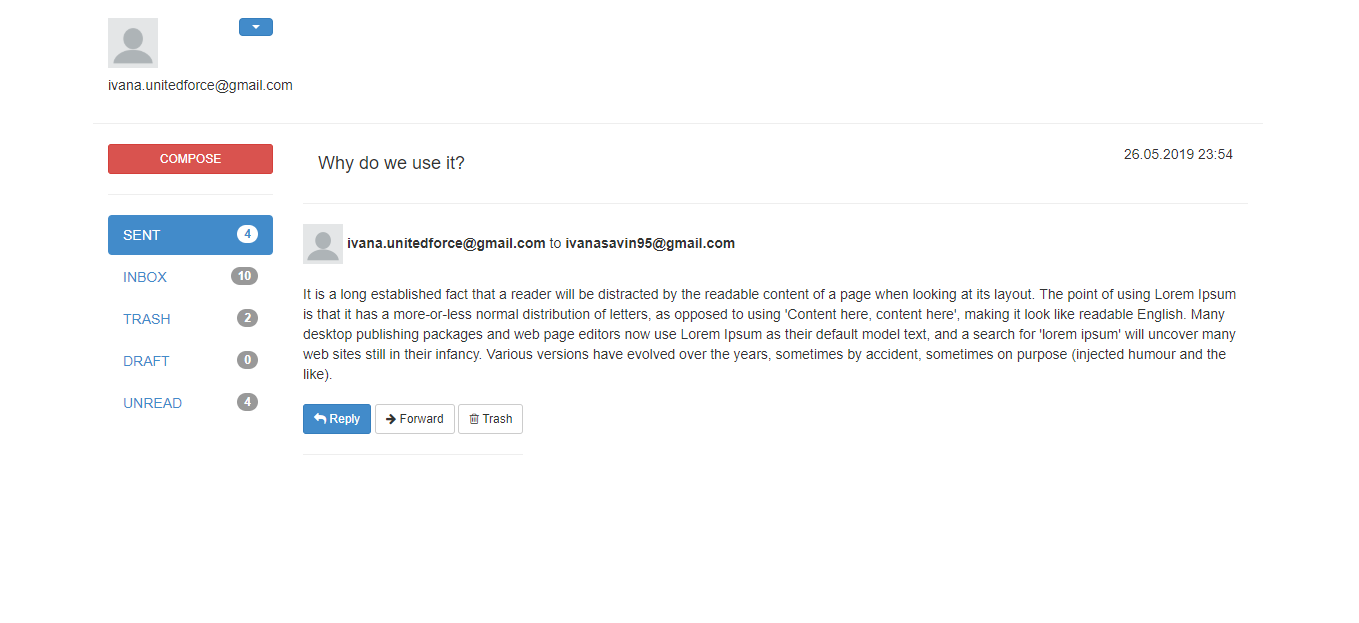 ivana.unitedforce@gmail.com
COMPOSE
SENT 4
INBOX 10
TRASH 2
DRAFT 0
UNREAD 4
Why do we use it?
26.05.2019 23:54
ivana.unitedforce@gmail.com to ivanasavin95@gmail.com
It is a long established fact that a reader will be distracted by the readable content of a page when looking at its layout. The point of using Lorem Ipsum
is that it has a more-or-less normal distribution of letters, as opposed to using 'Content here, content here', making it look like readable English. Many
desktop publishing packages and web page editors now use Lorem Ipsum as their default model text, and a search for 'lorem ipsum' will uncover many
web sites still in their infancy. Various versions have evolved over the years, sometimes by accident, sometimes on purpose (injected humour and the
like).
Reply Forward Trash